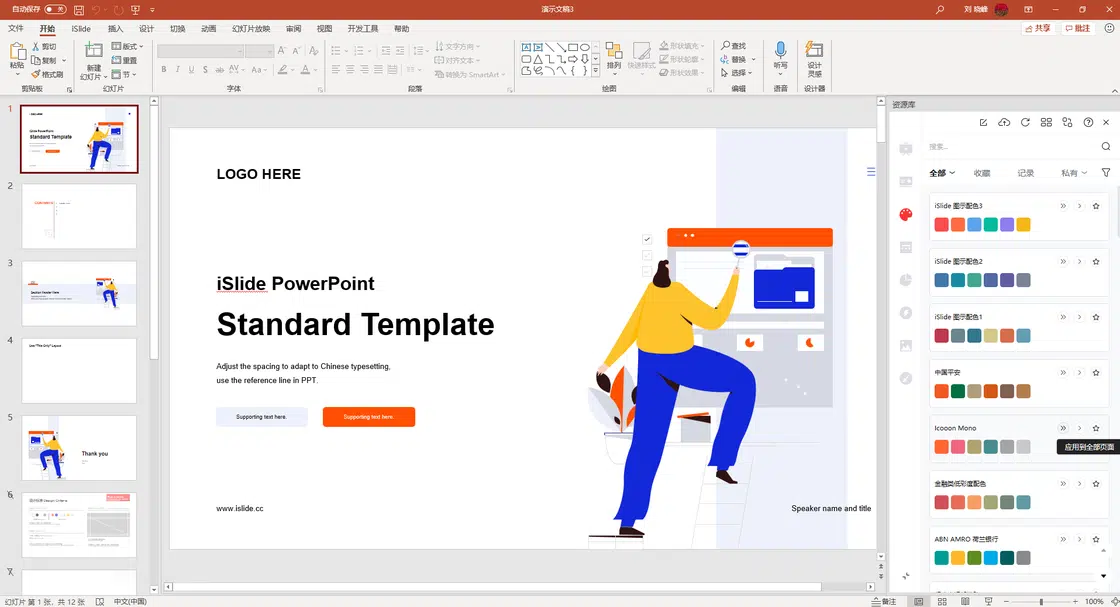 自动保存 关
演示文稿3
刘 晓峰
文件 开始 iSlide 插入 设计 切换 动画 幻灯片放映 审阅 视图 开发工具 帮助
共享 批注
粘贴 剪切 复制 格式刷 剪贴板
新建 幻灯片 版式 重置 节 幻灯片
字体
文字方向 对齐文本 转换为 SmartArt 段落
排列 快速样式 形状填充 形状轮廓 形状效果 绘图
查找 替换 选择 编辑
听写 语音
设计 灵感 设计器
资源库
搜索...
全部 收藏 记录 私有
iSlide 图示配色3
iSlide 图示配色2
iSlide 图示配色1
中国平安
Icooon Mono
应用到全部页面
金融类低彩度配色
ABN AMRO 荷兰银行
1
2
3
4
5
6
7
Thank you
LOGO HERE
iSlide PowerPoint
Standard Template
Adjust the spacing to adapt to Chinese typesetting,
use the reference line in PPT.
Supporting text here.
Supporting text here.
www.islide.cc
Speaker name and title
幻灯片 第 1 张，共 12 张 中文(中国)
备注
100%